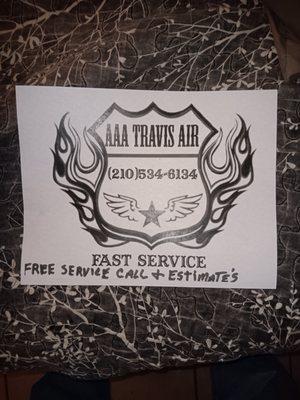 AAA TRAVIS AIR
(210)534-6134
FAST SERVICE
FREE SERVICE CALL + ESTIMATE'S